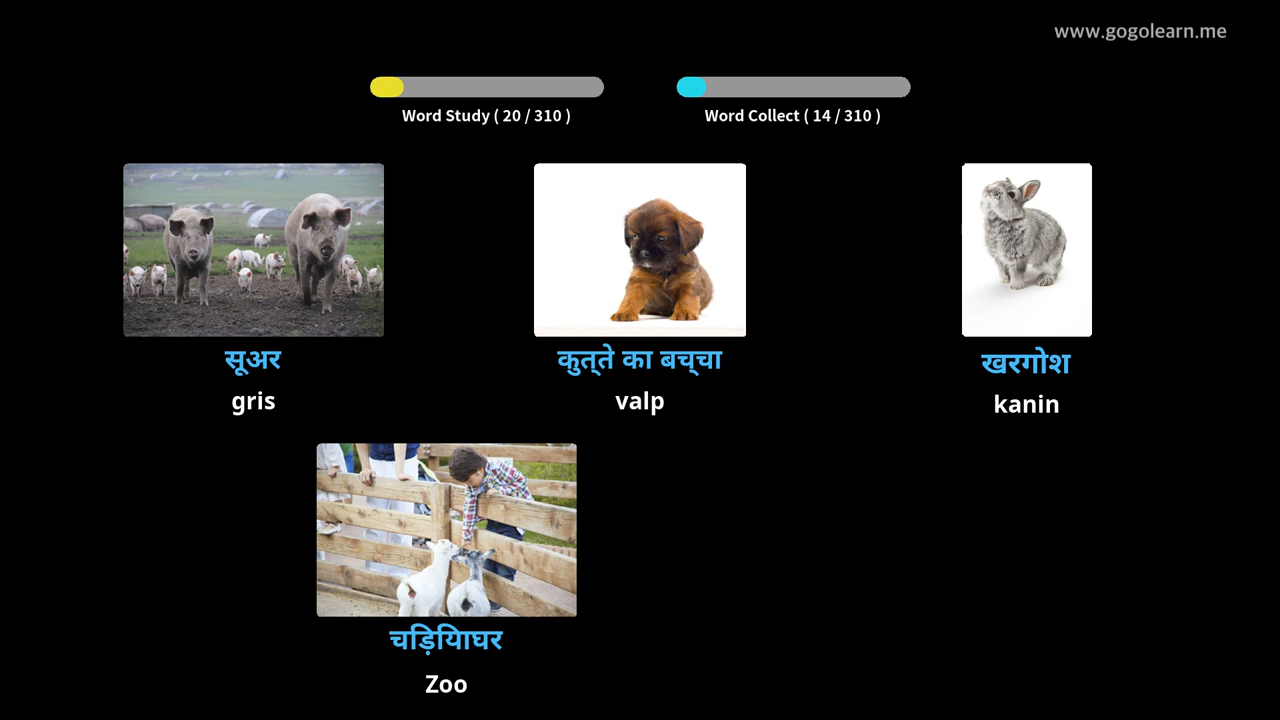 www.gogolearn.me
Word Study ( 20 / 310 )
Word Collect ( 14 / 310 )
सूअर
कुत्ते का बच्चा
खरगोश
gris
valp
kanin
चिड़ियाघर
Zoo